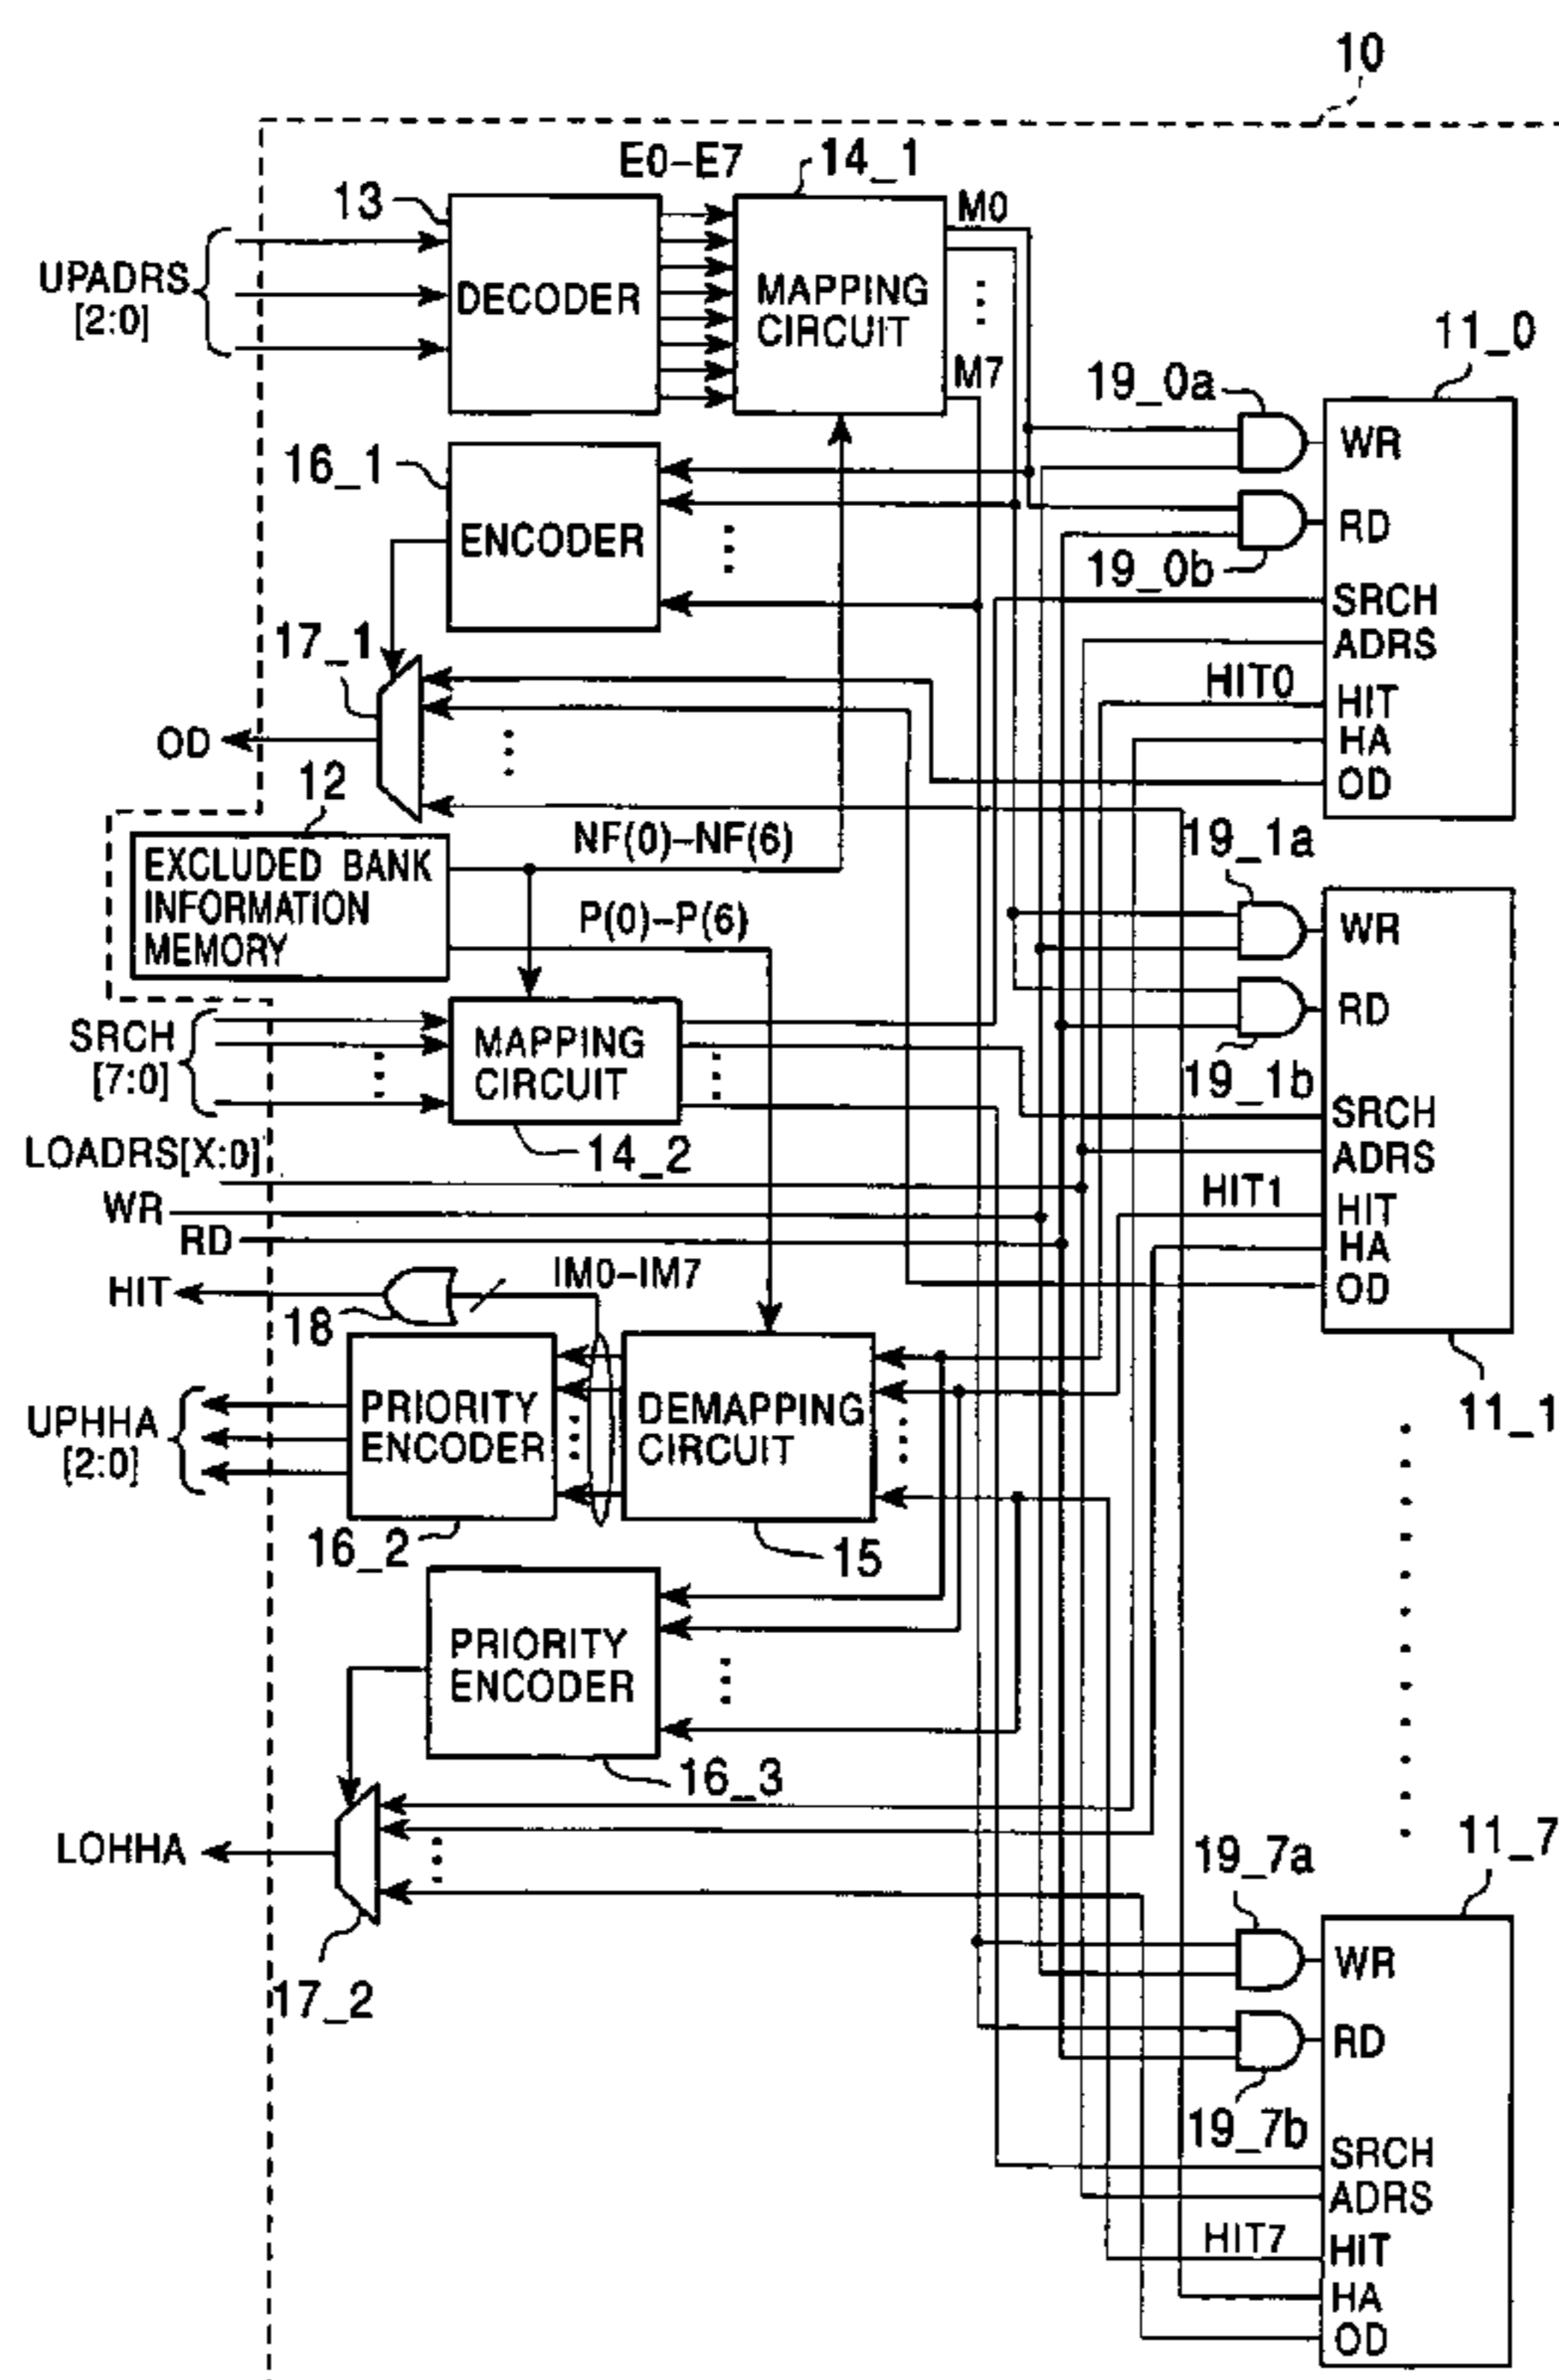 10
E0-E7
14_1
13
M0
UPADRS
[2:0]
DECODER
MAPPING
CIRCUIT
M7
11_0
19_0a
WR
16_1
ENCODER
RD
19_0b
SRCH
ADRS
17_1
HIT0
HIT
HA
OD
OD
12
NF(0)-NF(6)
19_1a
EXCLUDED BANK
INFORMATION
MEMORY
P(0)-P(6)
WR
RD
SRCH
[7:0]
MAPPING
CIRCUIT
19_1b
SRCH
14_2
LOADRS[X:0]
ADRS
WR
HIT1
HIT
RD
HA
IM0-IM7
OD
HIT
18
UPHHA
[2:0]
PRIORITY
ENCODER
DEMAPPING
CIRCUIT
11_1
16_2
15
PRIORITY
ENCODER
16_3
LOHHA
19_7a
11_7
17_2
WR
RD
19_7b
SRCH
ADRS
HIT7
HIT
HA
OD